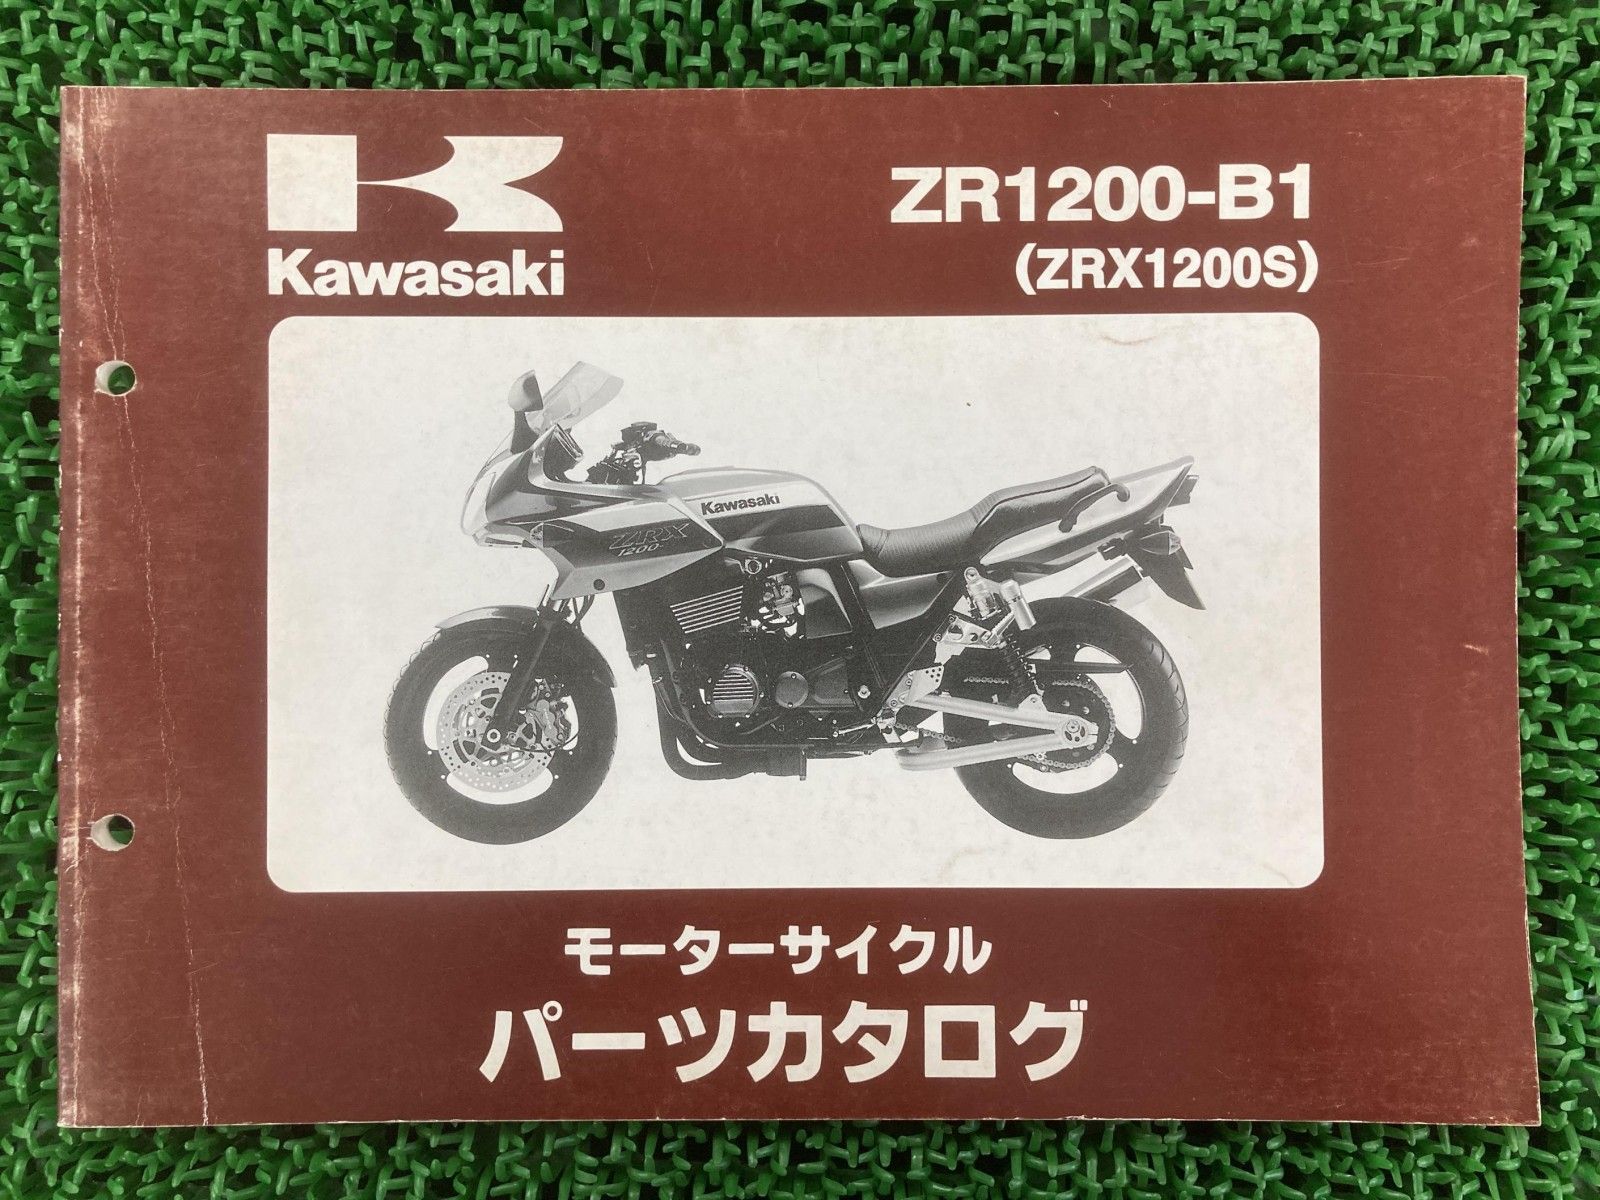 Kawasaki
ZR1200-B1
(ZRX1200S)
Kawasaki
ZRX
1200
モーターサイクル
パーツカタログ